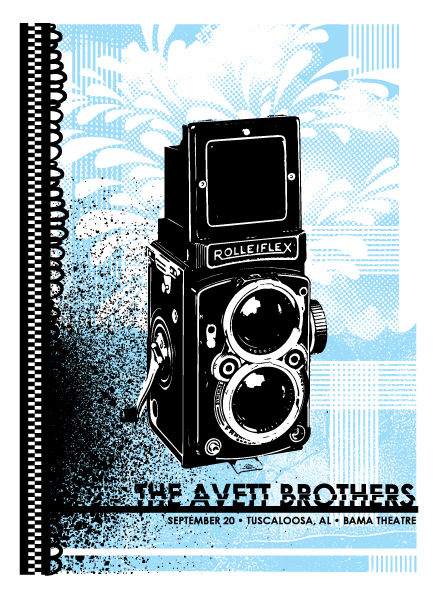 ROLLEIFLEX
THE AVETT BROTHERS
SEPTEMBER 20 • TUSCALOOSA, AL • BAMA THEATRE